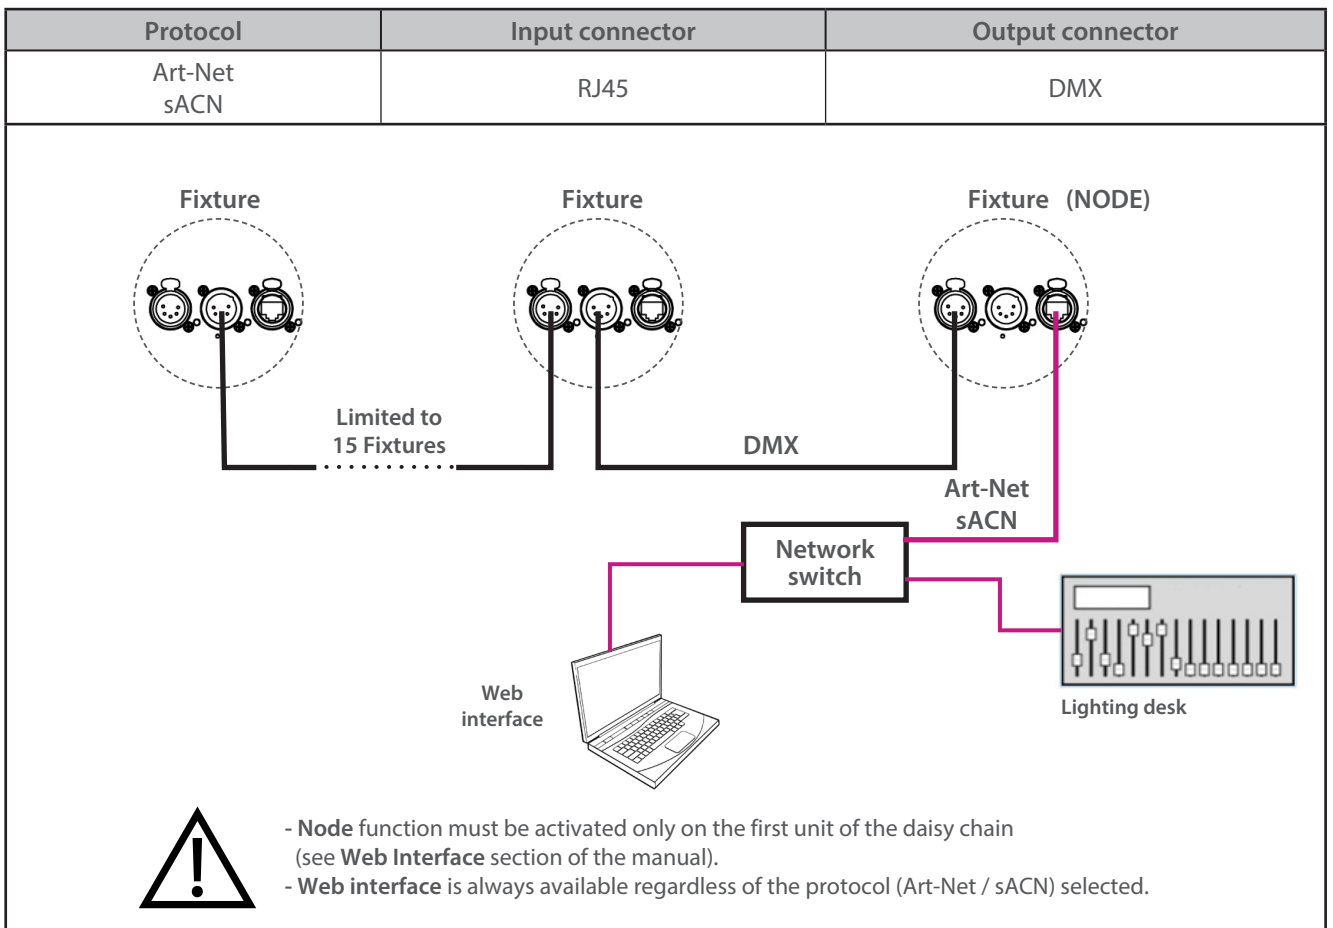 Protocol Input connector Output connector
Art-Net
sACN
RJ45
DMX
Fixture Fixture Fixture (NODE)
Limited to
15 Fixtures
DMX
Art-Net
sACN
Network
switch
Web
interface
Lighting desk
- Node function must be activated only on the first unit of the daisy chain
(see Web Interface section of the manual).
- Web interface is always available regardless of the protocol (Art-Net / sACN) selected.